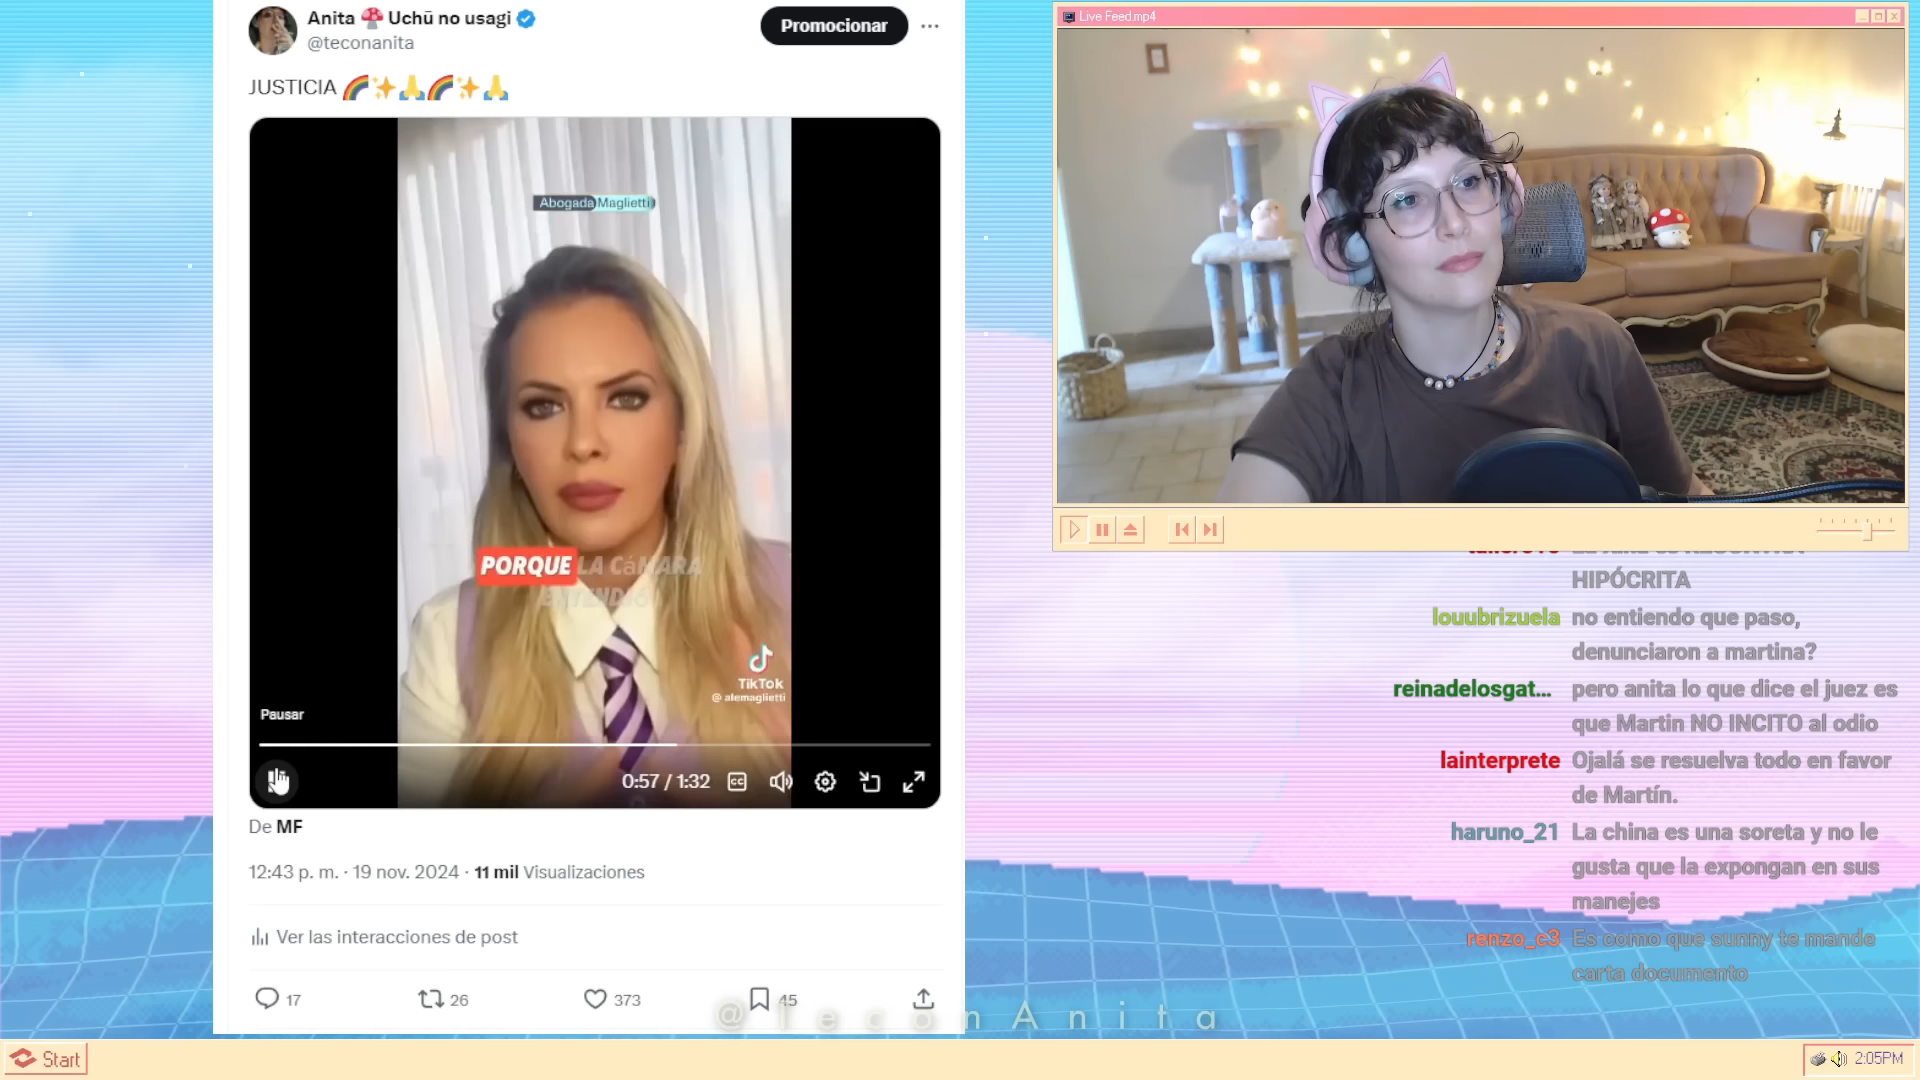 Anita Uchū no usagi
@teconanita
Promocionar
JUSTICIA
Abogada Maglietti
PORQUE LA CáMARA
ENTENDIó
TikTok
@ alemaglietti
Pausar
0:57 / 1:32
CC
De MF
12:43 p. m. · 19 nov. 2024 · 11 mil Visualizaciones
Ver las interacciones de post
17
26
373
45
@TeconAnita
Start
Live Feed.mp4
HIPÓCRITA
louubrizuela no entiendo que paso,
denunciaron a martina?
reinadelosgat... pero anita lo que dice el juez es
que Martin NO INCITO al odio
lainterprete Ojalá se resuelva todo en favor
de Martín.
haruno_21 La china es una soreta y no le
gusta que la expongan en sus
manejes
renzo_c3 Es como que sunny te mande
carta documento
2:05PM